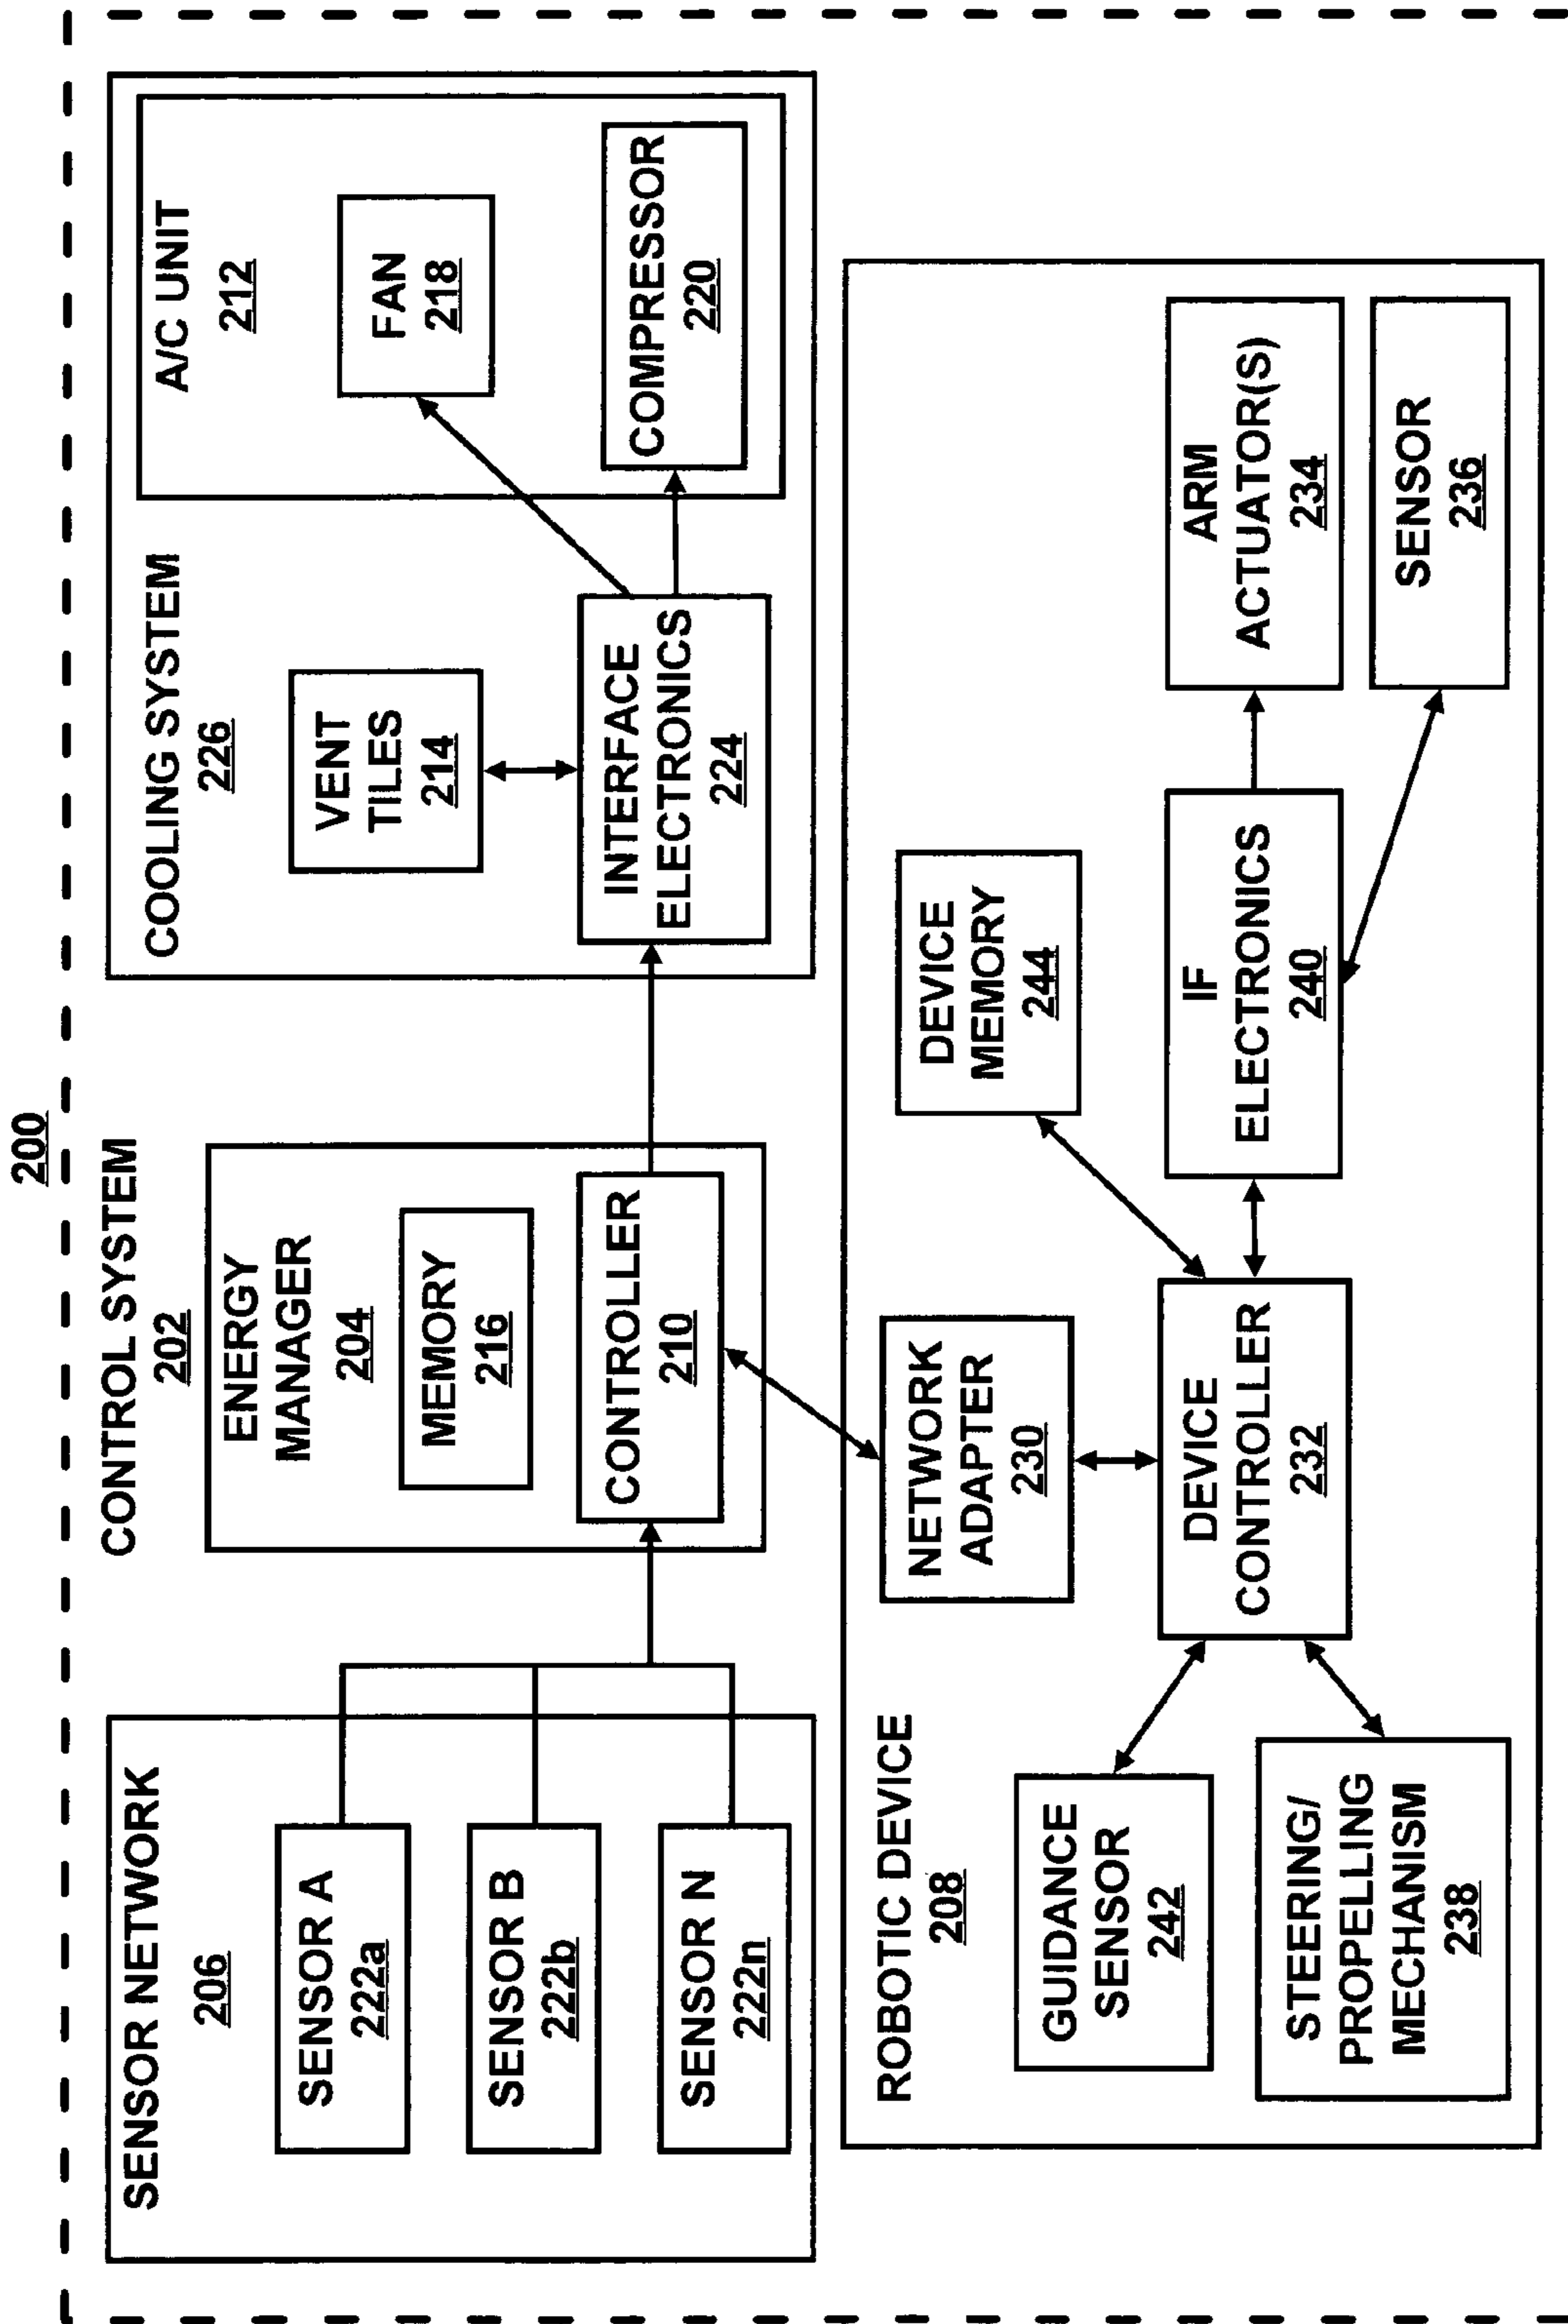 200
CONTROL SYSTEM
202
SENSOR NETWORK
206
SENSOR A
222a
SENSOR B
222b
SENSOR N
222n
ENERGY
MANAGER
204
MEMORY
216
CONTROLLER
210
COOLING SYSTEM
226
VENT
TILES
214
INTERFACE
ELECTRONICS
224
A/C UNIT
212
FAN
218
COMPRESSOR
220
ROBOTIC DEVICE
208
GUIDANCE
SENSOR
242
STEERING/
PROPELLING
MECHANISM
238
NETWORK
ADAPTER
230
DEVICE
CONTROLLER
232
DEVICE
MEMORY
244
IF
ELECTRONICS
240
ARM
ACTUATOR(S)
234
SENSOR
236